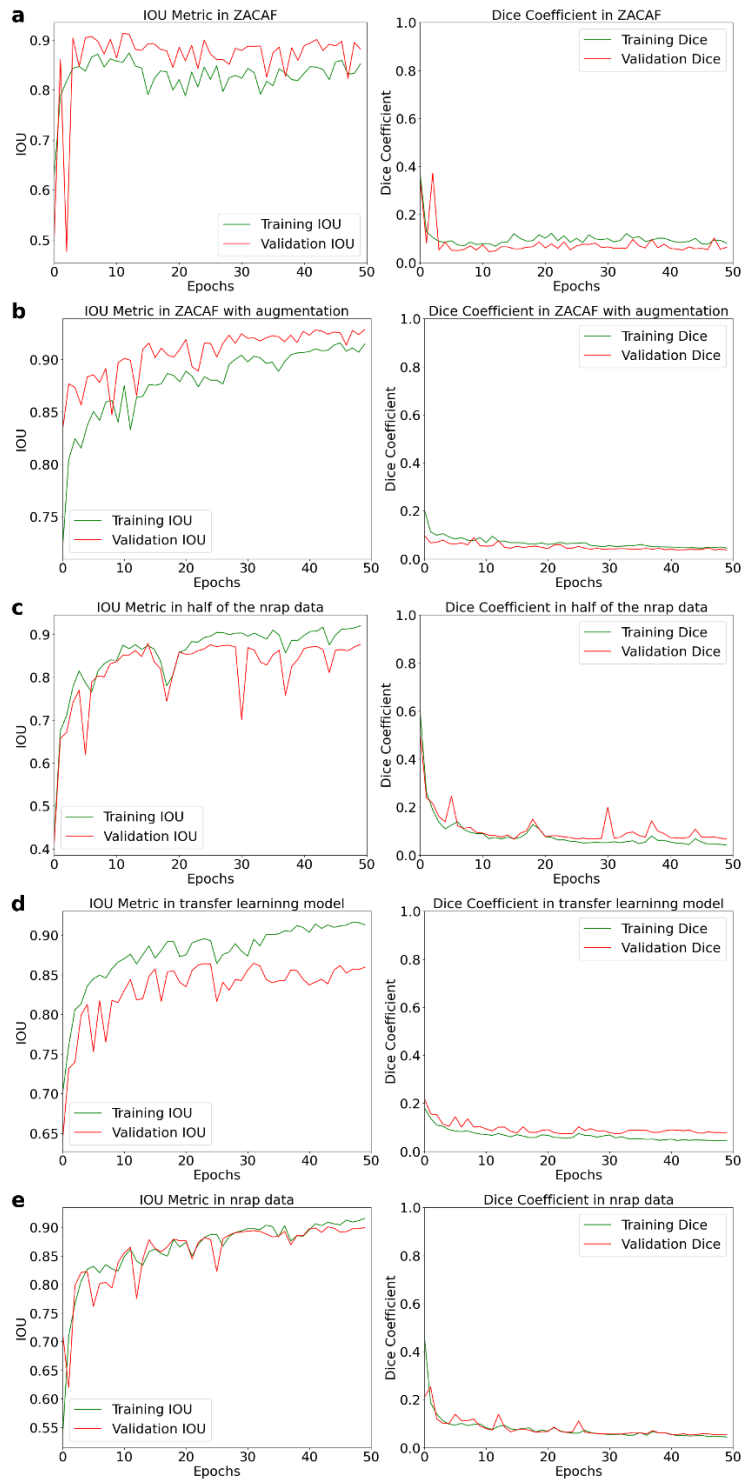 a
IOU Metric in ZACAF
0.9
0.8
0.7
0.6
0.5
IOU
Training IOU
Validation IOU
0 10 20 30 40 50
Epochs
Dice Coefficient in ZACAF
1.0
0.8
0.6
0.4
0.2
0.0
Dice Coefficient
Training Dice
Validation Dice
0 10 20 30 40 50
Epochs
b
IOU Metric in ZACAF with augmentation
0.90
0.85
0.80
0.75
IOU
Training IOU
Validation IOU
0 10 20 30 40 50
Epochs
Dice Coefficient in ZACAF with augmentation
1.0
0.8
0.6
0.4
0.2
0.0
Dice Coefficient
Training Dice
Validation Dice
0 10 20 30 40 50
Epochs
c
IOU Metric in half of the nrap data
0.9
0.8
0.7
0.6
0.5
0.4
IOU
Training IOU
Validation IOU
0 10 20 30 40 50
Epochs
Dice Coefficient in half of the nrap data
1.0
0.8
0.6
0.4
0.2
0.0
Dice Coefficient
Training Dice
Validation Dice
0 10 20 30 40 50
Epochs
d
IOU Metric in transfer learninng model
0.90
0.85
0.80
0.75
0.70
0.65
IOU
Training IOU
Validation IOU
0 10 20 30 40 50
Epochs
Dice Coefficient in transfer learninng model
1.0
0.8
0.6
0.4
0.2
0.0
Dice Coefficient
Training Dice
Validation Dice
0 10 20 30 40 50
Epochs
e
IOU Metric in nrap data
0.90
0.85
0.80
0.75
0.70
0.65
0.60
0.55
IOU
Training IOU
Validation IOU
0 10 20 30 40 50
Epochs
Dice Coefficient in nrap data
1.0
0.8
0.6
0.4
0.2
0.0
Dice Coefficient
Training Dice
Validation Dice
0 10 20 30 40 50
Epochs